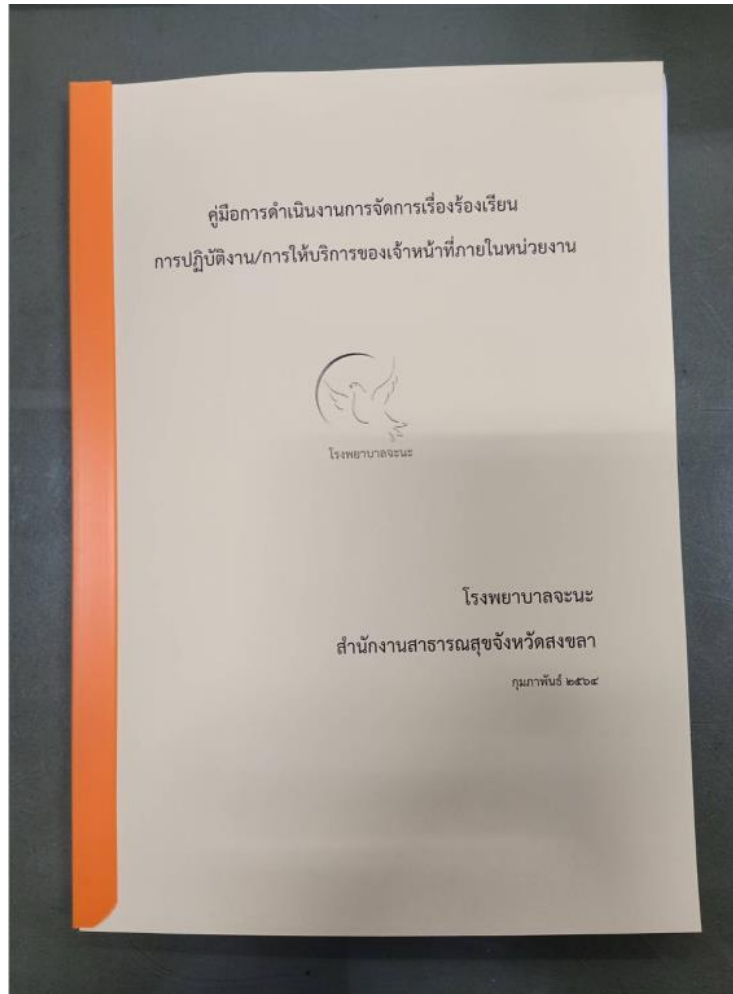 คู่มือการดำเนินงานการจัดการเรื่องร้องเรียน
การปฏิบัติงาน/การให้บริการของเจ้าหน้าที่ภายในหน่วยงาน
โรงพยาบาลจะนะ
โรงพยาบาลจะนะ
สำนักงานสาธารณสุขจังหวัดสงขลา
กุมภาพันธ์ ๒๕๖๔